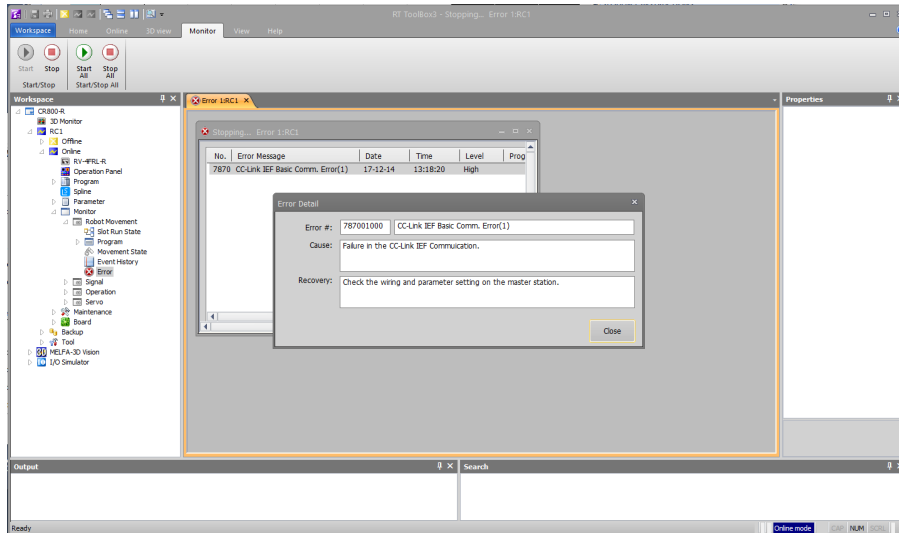 RT ToolBox3 - Stopping... Error 1:RC1
Workspace Home Online 3D view Monitor View Help
Start Stop Start All Stop All
Start/Stop Start/Stop All
Workspace
CR800-R
3D Monitor
RC1
Offline
Online
RV-4FRL-R
Operation Panel
Program
Spline
Parameter
Monitor
Robot Movement
Slot Run State
Program
Movement State
Event History
Error
Signal
Operation
Servo
Maintenance
Board
Backup
Tool
MELFA-3D Vision
I/O Simulator
Error 1:RC1
Stopping... Error 1:RC1
No. Error Message Date Time Level Prog
7870 CC-Link IEF Basic Comm. Error(1) 17-12-14 13:18:20 High
Error Detail
Error #: 787001000 CC-Link IEF Basic Comm. Error(1)
Cause: Failure in the CC-Link IEF Commuication.
Recovery: Check the wiring and parameter setting on the master station.
Close
Properties
Output
Search
Ready
Online mode CAP NUM SCRL